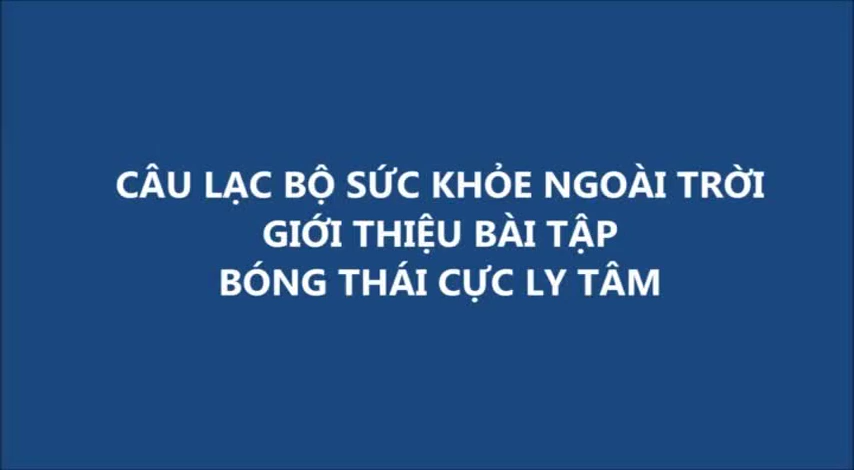 CÂU LẠC BỘ SỨC KHỎE NGOÀI TRỜI
GIỚI THIỆU BÀI TẬP
BÓNG THÁI CỰC LY TÂM